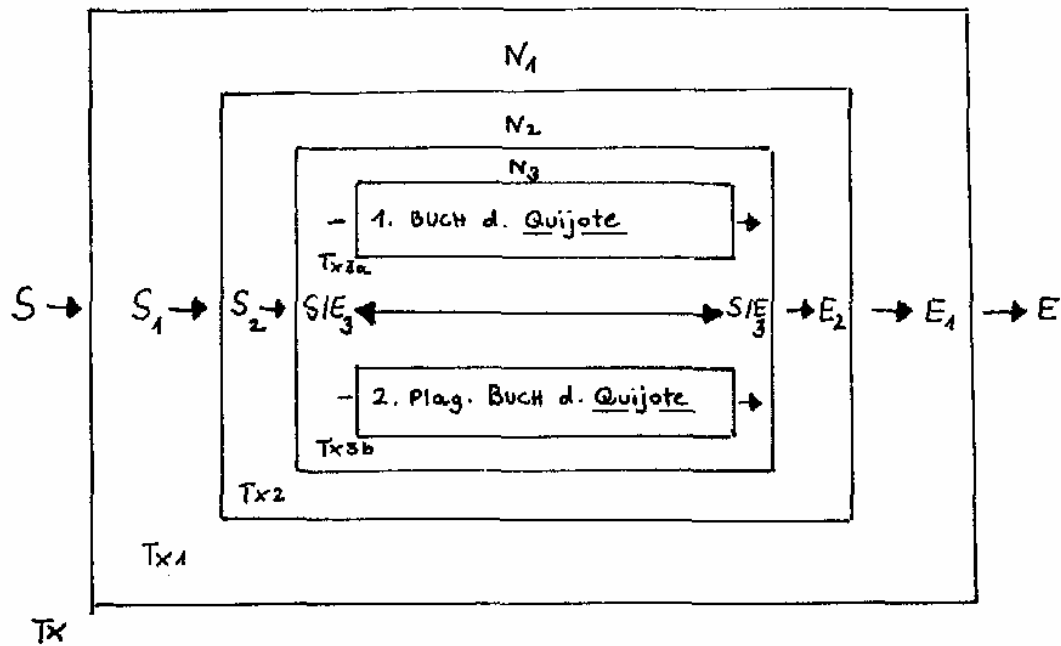 N1
N2
N3
1. BUCH d. Quijote
Tx3a
S → S1 → S2 → S/E3 ↔ S/E3 → E2 → E1 → E
2. Plag. BUCH d. Quijote
Tx3b
Tx2
Tx1
Tx